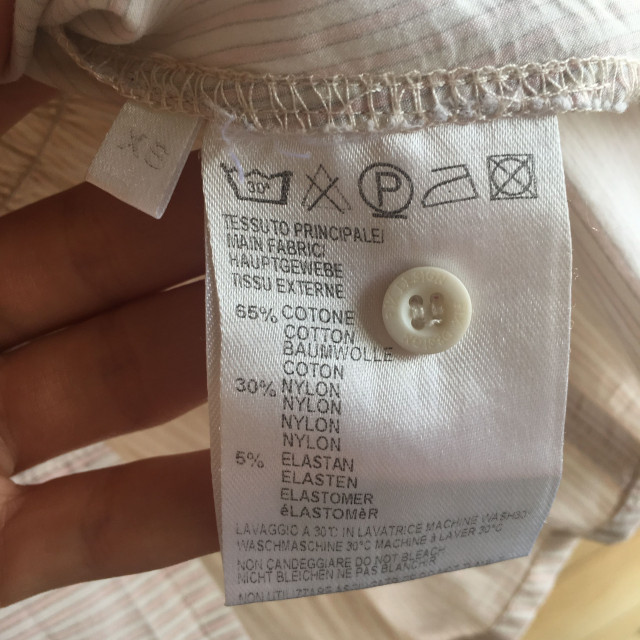 XS
30°
P
TESSUTO PRINCIPALE
MAIN FABRIC
HAUPTGEWEBE
TISSU EXTERNE
65% COTONE
COTTON
BAUMWOLLE
COTON
30% NYLON
NYLON
NYLON
NYLON
5% ELASTAN
ELASTEN
ELASTOMER
éLASTOMèR
LAVAGGIO A 30°C IN LAVATRICE MACHINE WASH30°
WASCHMASCHINE 30°C MACHINE À LAVER 30°C
NON CANDEGGIARE DO NOT BLEACH
NICHT BLEICHEN NE PAS BLANCHIR
NON